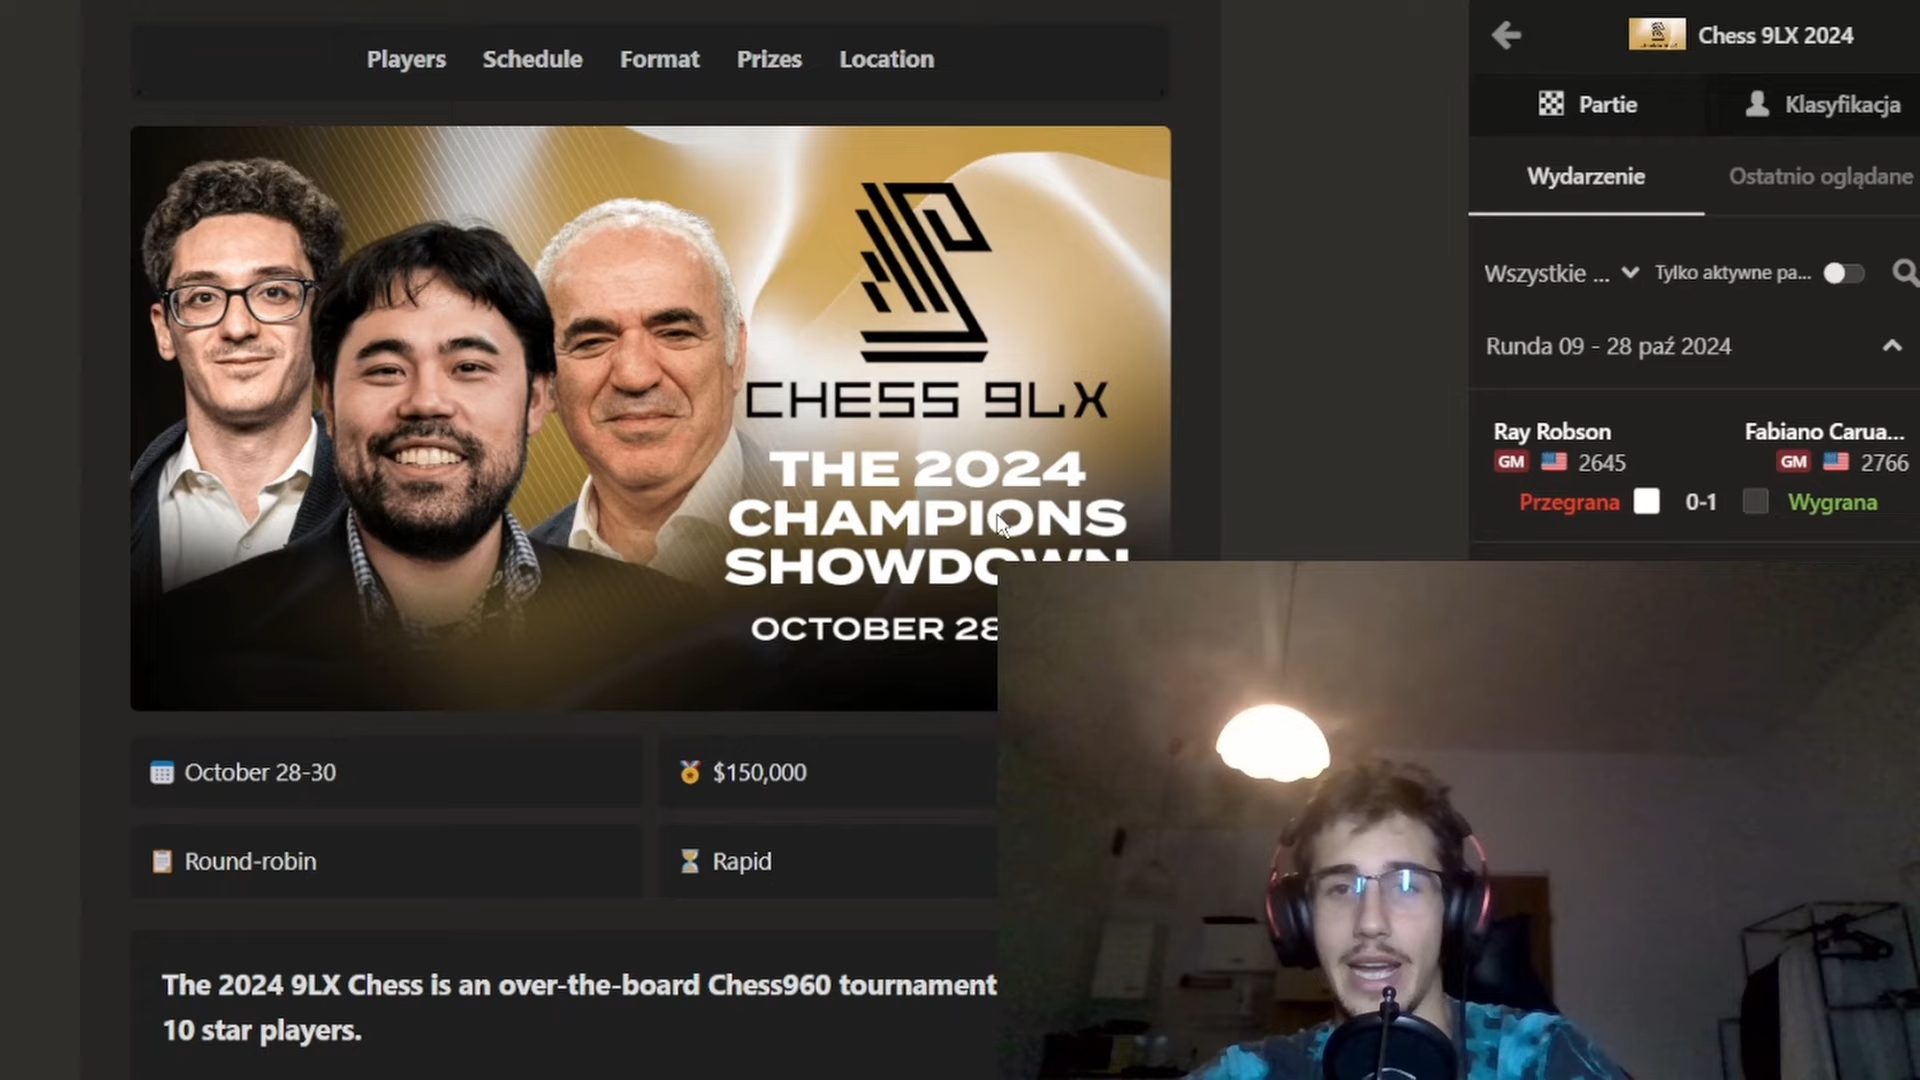 Players Schedule Format Prizes Location
CHESS 9LX
THE 2024
CHAMPIONS
SHOWDOWN
OCTOBER 28
October 28-30
$150,000
Round-robin
Rapid
The 2024 9LX Chess is an over-the-board Chess960 tournament
10 star players.
Chess 9LX 2024
Partie Klasyfikacja
Wydarzenie Ostatnio oglądane
Wszystkie ... Tylko aktywne pa...
Runda 09 - 28 paź 2024
Ray Robson Fabiano Carua...
GM 2645 GM 2766
Przegrana 0-1 Wygrana